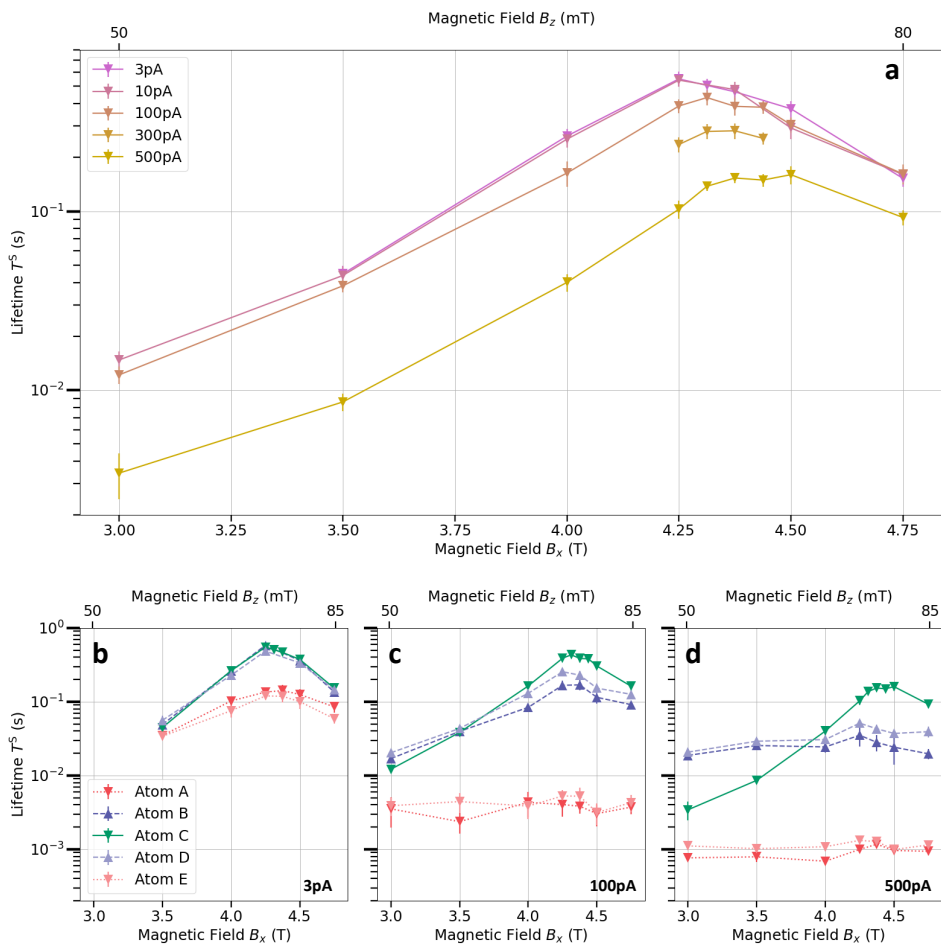 Magnetic Field B_z (mT)
50 80
a
3pA
10pA
100pA
300pA
500pA
Lifetime T^S (s)
10^−1
10^−2
3.00 3.25 3.50 3.75 4.00 4.25 4.50 4.75
Magnetic Field B_x (T)
Magnetic Field B_z (mT)
50 85
b
Lifetime T^S (s)
10^0
10^−1
10^−2
10^−3
Atom A
Atom B
Atom C
Atom D
Atom E
3pA
3.0 3.5 4.0 4.5
Magnetic Field B_x (T)
Magnetic Field B_z (mT)
50 85
c
100pA
3.0 3.5 4.0 4.5
Magnetic Field B_x (T)
Magnetic Field B_z (mT)
50 85
d
500pA
3.0 3.5 4.0 4.5
Magnetic Field B_x (T)